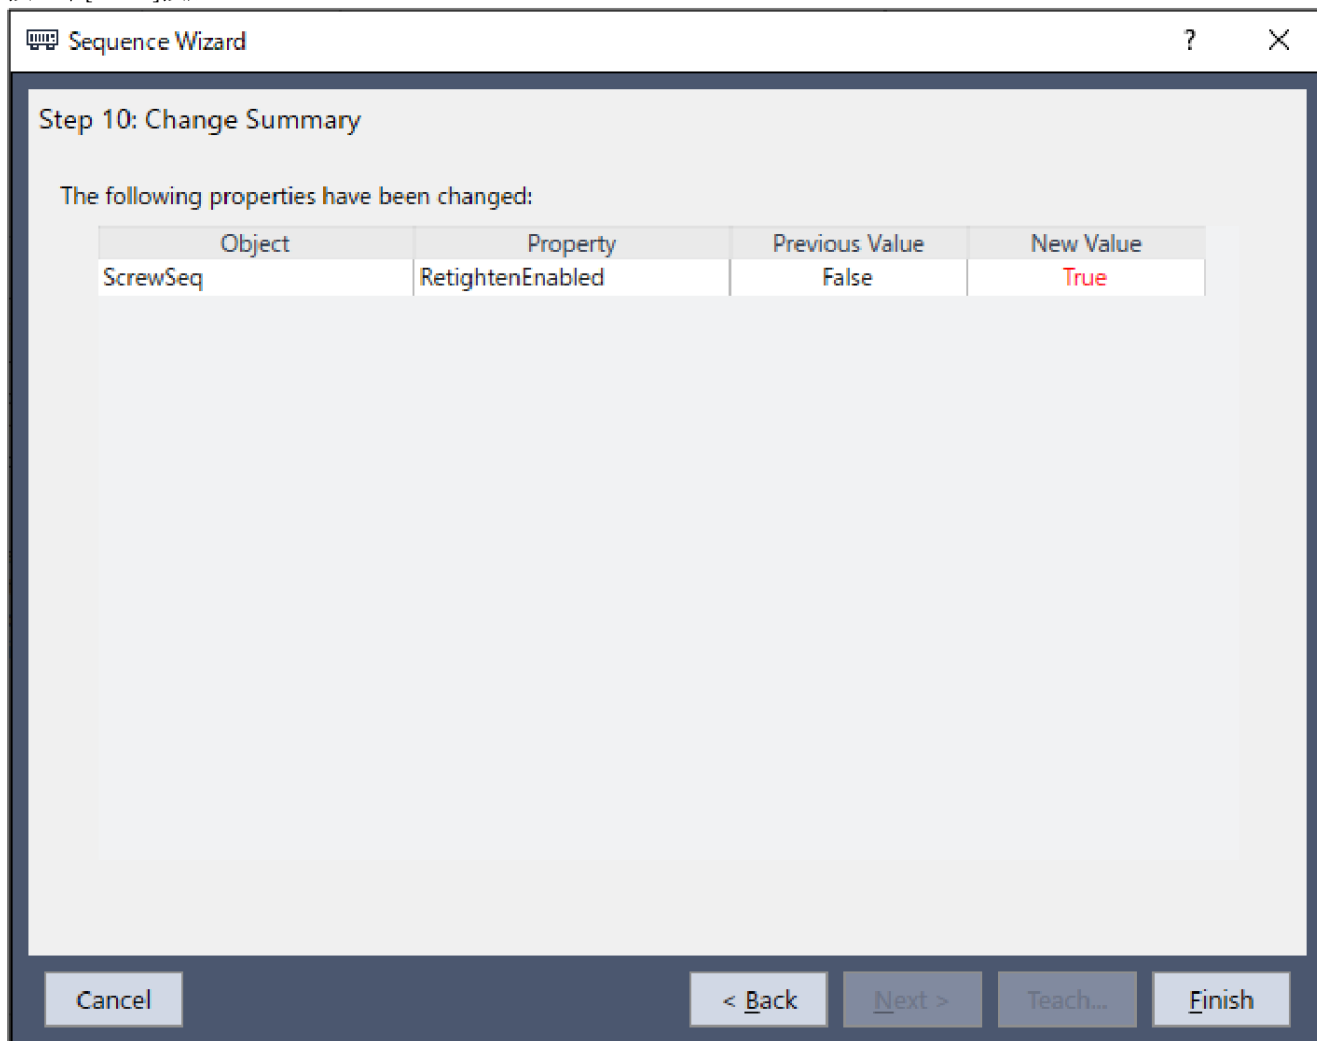 Sequence Wizard ?
Step 10: Change Summary
The following properties have been changed:
Object Property Previous Value New Value
ScrewSeq RetightenEnabled False True
Cancel < Back Next > Teach... Finish